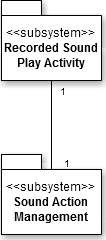 <<subsystem>>
Recorded Sound
Play Activity
1
1
<<subsystem>>
Sound Action
Management